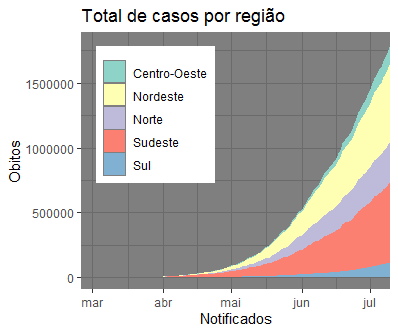 Total de casos por região
Centro-Oeste
Nordeste
Norte
Sudeste
Sul
Obitos
1500000
1000000
500000
0
mar
abr
mai
jun
jul
Notificados